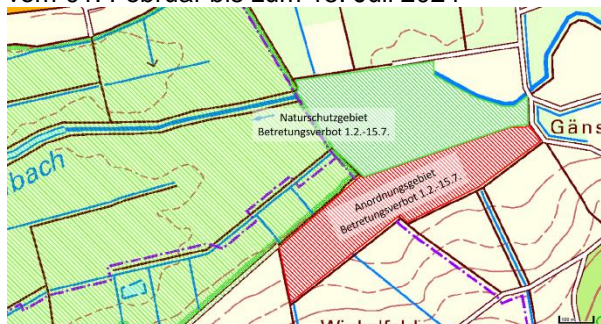 vom 01. Februar bis zum 15. Juli 2024
Naturschutzgebiet
Betretungsverbot 1.2.-15.7.
Gäns
bach
Anordnungsgebiet
Betretungsverbot 1.2.-15.7.
100 m